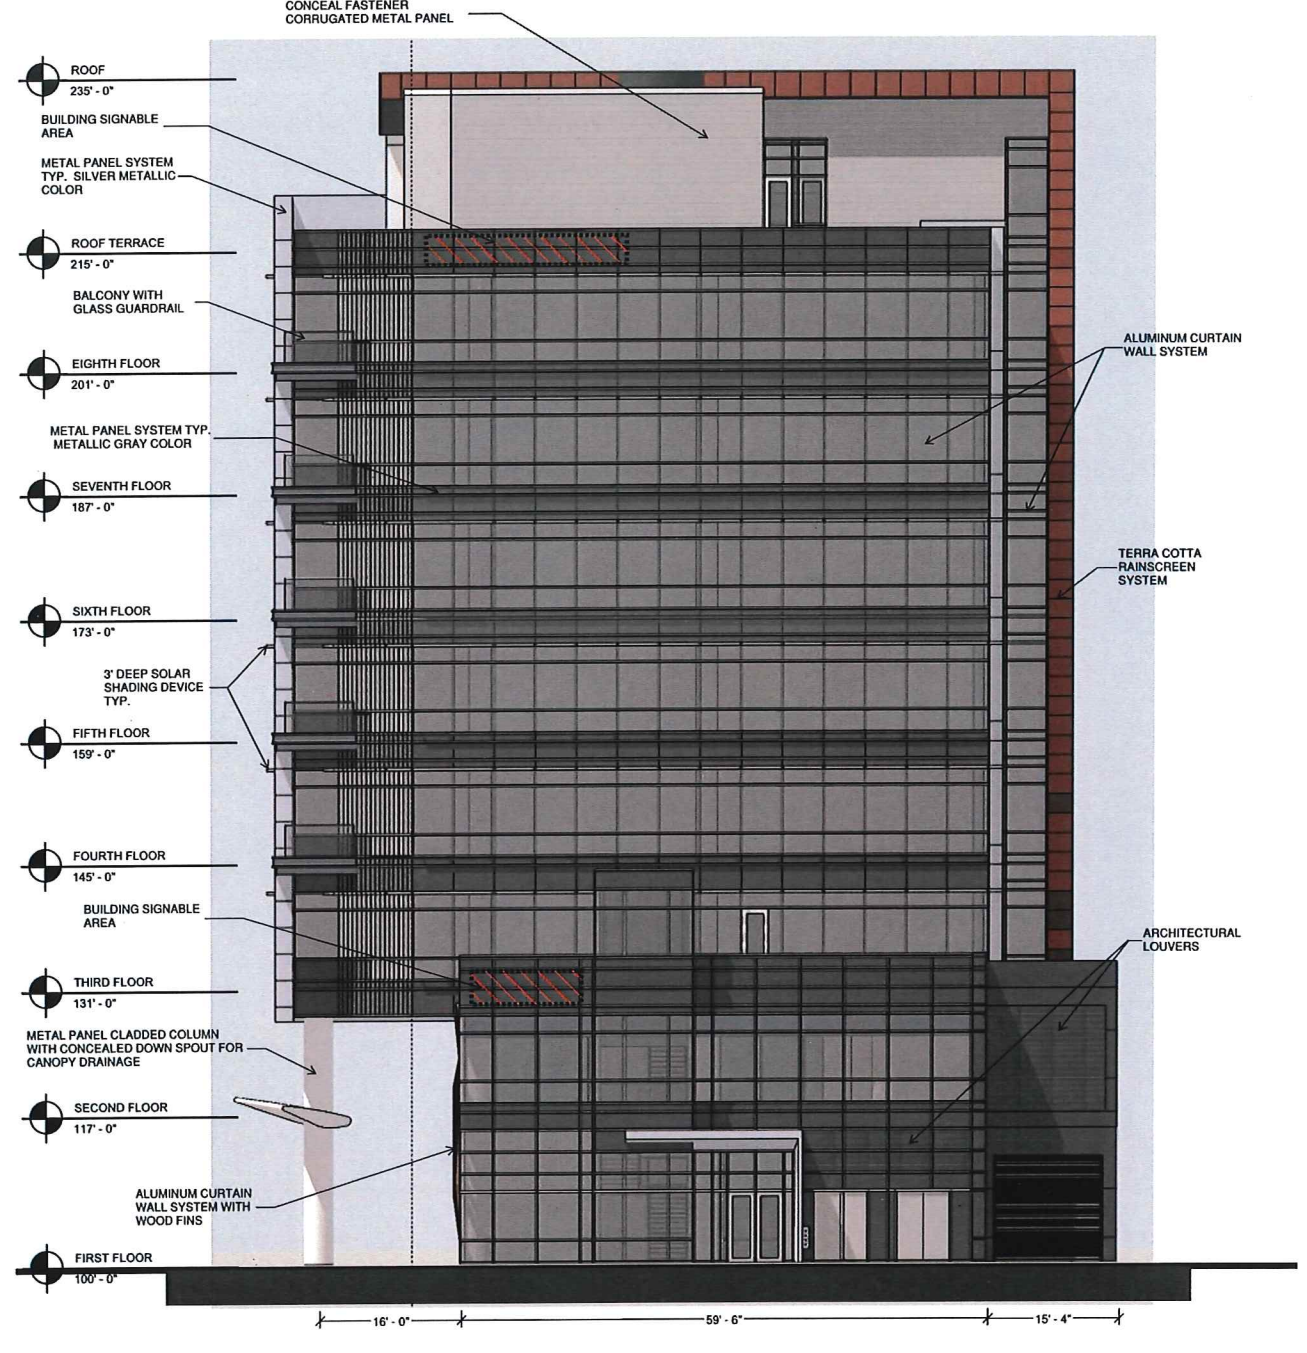 CONCEAL FASTENER
CORRUGATED METAL PANEL
ROOF
235' - 0"
BUILDING SIGNABLE
AREA
METAL PANEL SYSTEM
TYP. SILVER METALLIC
COLOR
ROOF TERRACE
215' - 0"
BALCONY WITH
GLASS GUARDRAIL
ALUMINUM CURTAIN
WALL SYSTEM
EIGHTH FLOOR
201' - 0"
METAL PANEL SYSTEM TYP.
METALLIC GRAY COLOR
SEVENTH FLOOR
187' - 0"
TERRA COTTA
RAINSCREEN
SYSTEM
SIXTH FLOOR
173' - 0"
3' DEEP SOLAR
SHADING DEVICE
TYP.
FIFTH FLOOR
159' - 0"
FOURTH FLOOR
145' - 0"
BUILDING SIGNABLE
AREA
ARCHITECTURAL
LOUVERS
THIRD FLOOR
131' - 0"
METAL PANEL CLADDED COLUMN
WITH CONCEALED DOWN SPOUT FOR
CANOPY DRAINAGE
SECOND FLOOR
117' - 0"
ALUMINUM CURTAIN
WALL SYSTEM WITH
WOOD FINS
FIRST FLOOR
100' - 0"
16' - 0"
59' - 6"
15' - 4"